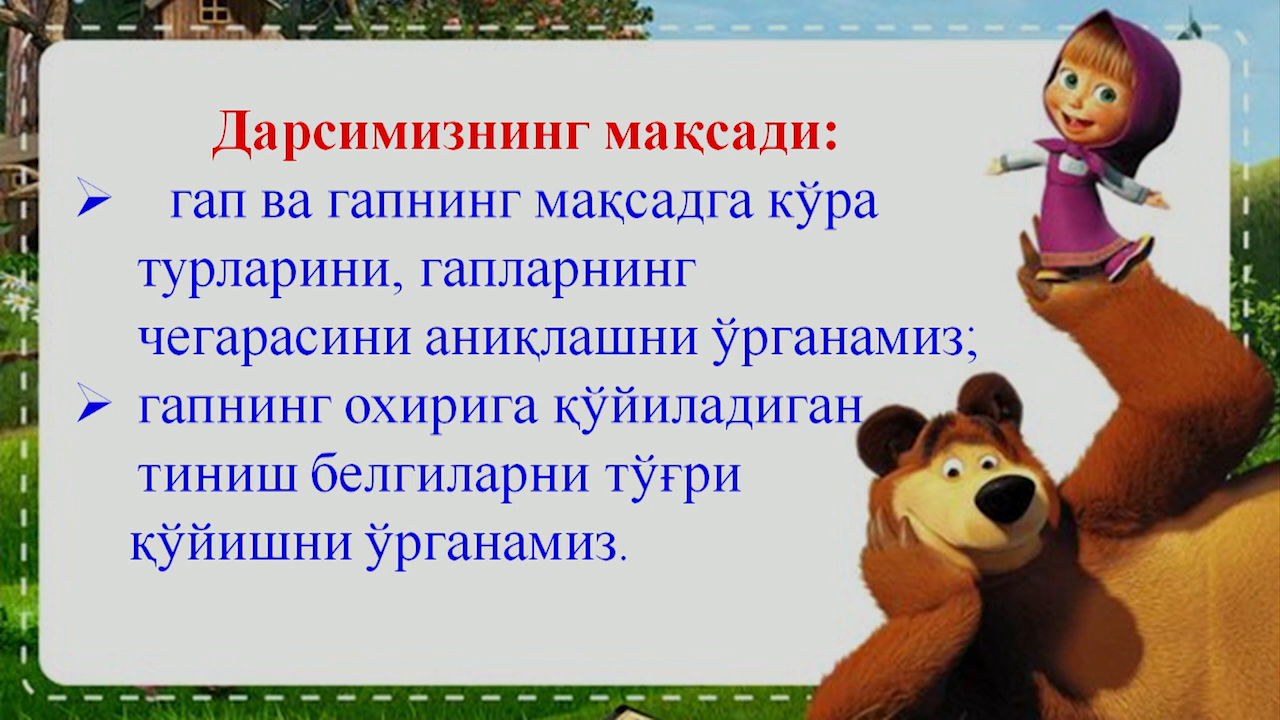 Дарсимизнинг мақсади:
➢ гап ва гапнинг мақсадга кўра
турларини, гапларнинг
чегарасини аниқлашни ўрганамиз;
➢ гапнинг охирига қўйиладиган
тиниш белгиларни тўғри
қўйишни ўрганамиз.